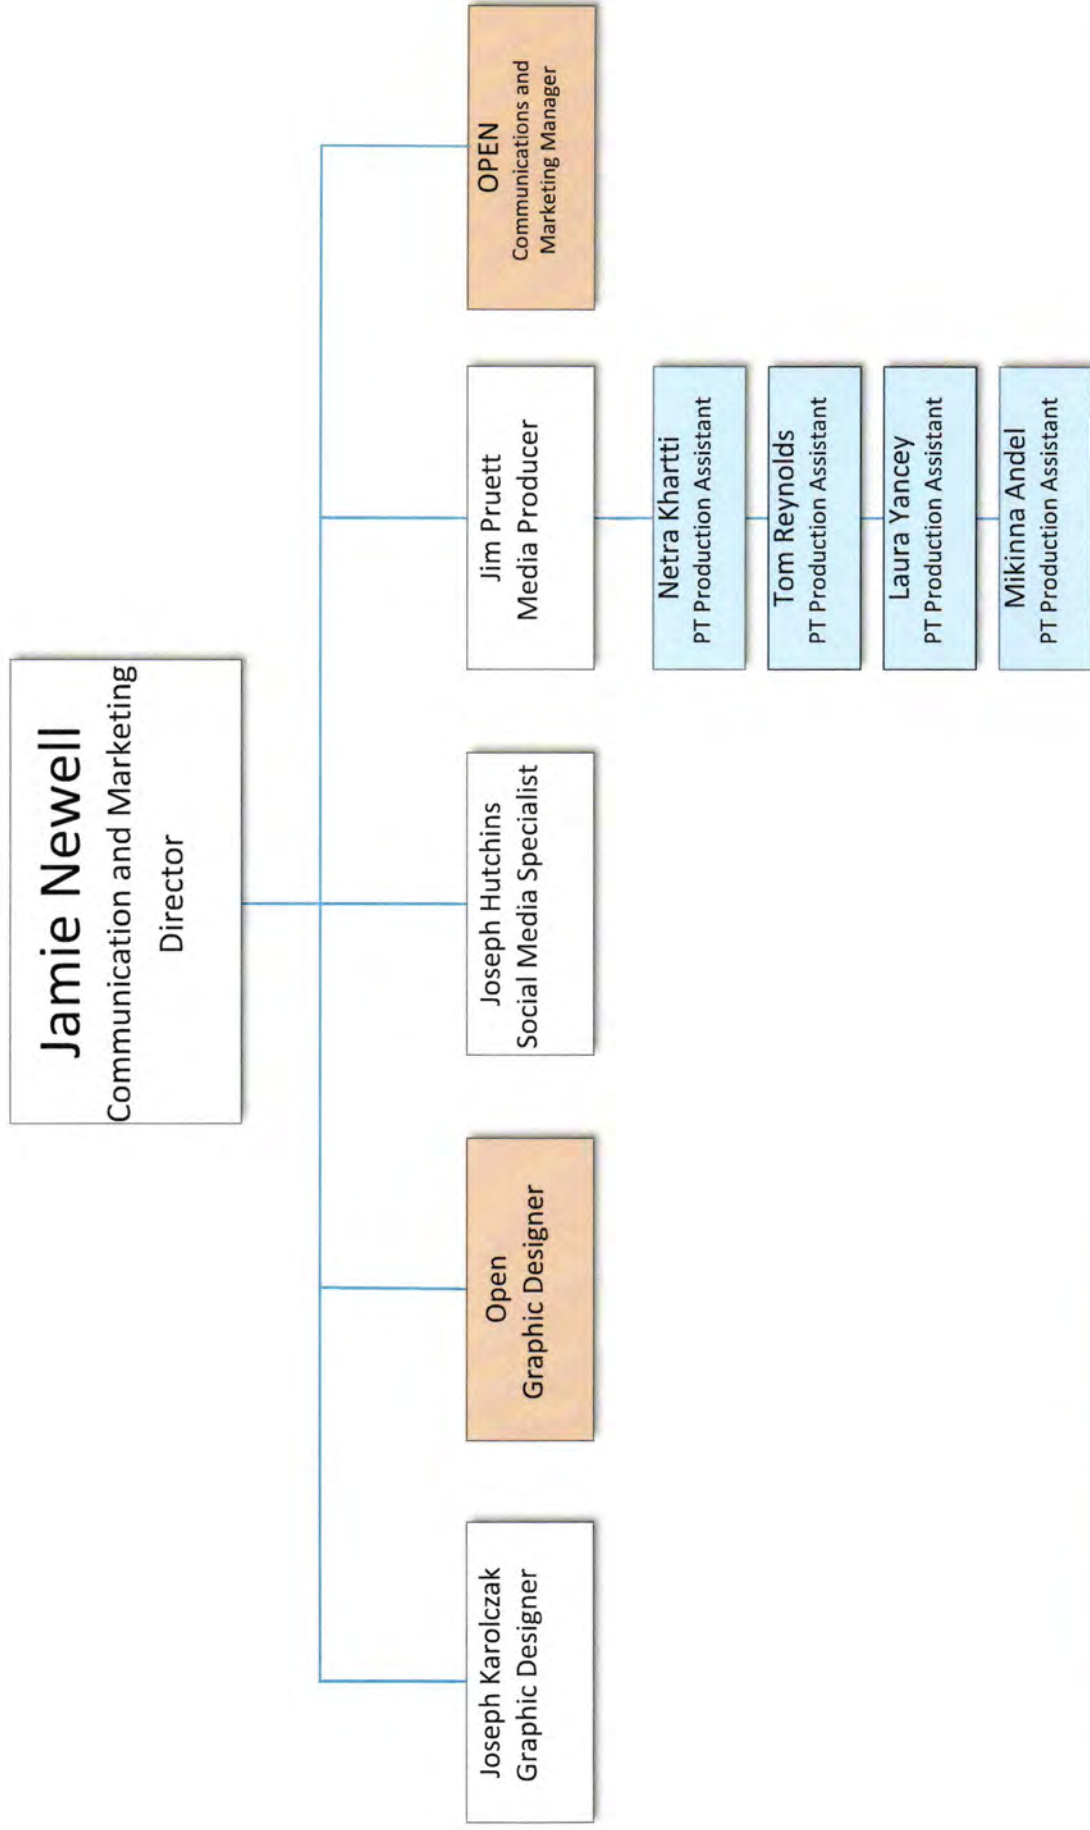 Jamie Newell
Communication and Marketing
Director
Joseph Karolczak
Graphic Designer
Open
Graphic Designer
Joseph Hutchins
Social Media Specialist
Jim Pruett
Media Producer
OPEN
Communications and
Marketing Manager
Netra Khartti
PT Production Assistant
Tom Reynolds
PT Production Assistant
Laura Yancey
PT Production Assistant
Mikinna Andel
PT Production Assistant